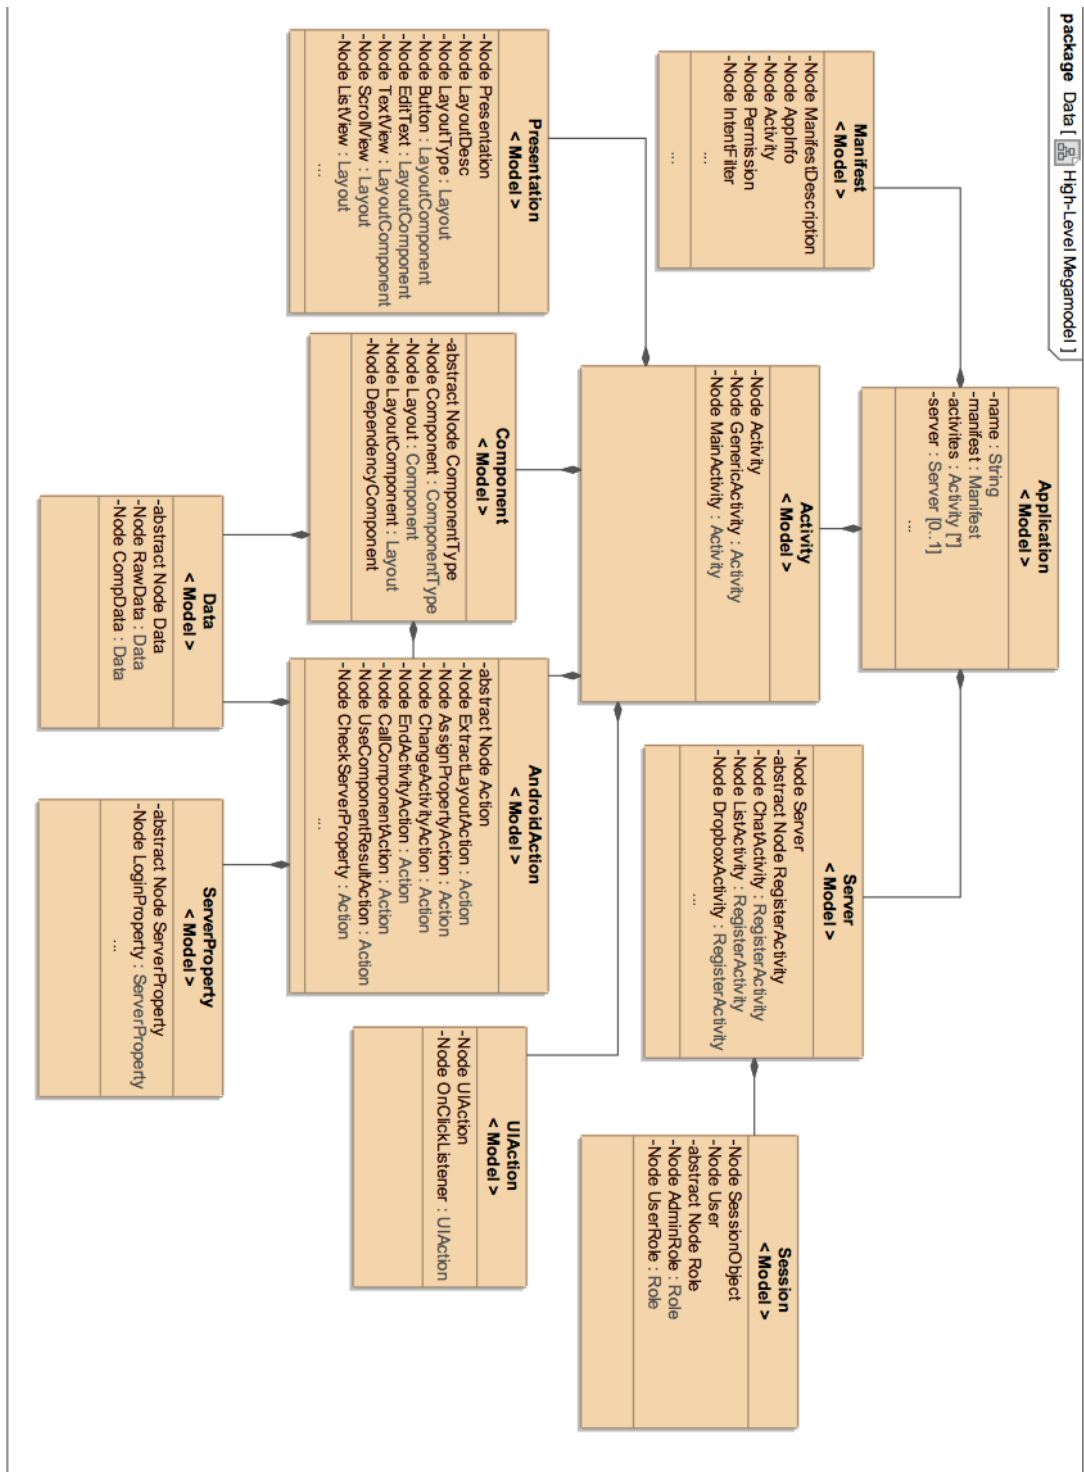 package Data [ High-Level Megamodel ]
Application
< Model >
-name : String
-manifest : Manifest
-activites : Activity [*]
-server : Server [0..1]
...
Manifest
< Model >
-Node ManifestDescription
-Node AppInfo
-Node Activity
-Node Permission
-Node IntentFilter
...
...
Activity
< Model >
-Node Activity
-Node GenericActivity : Activity
-Node MainActivity : Activity
Server
< Model >
-Node Server
-abstract Node RegisterActivity
-Node ChatActivity : RegisterActivity
-Node ListActivity : RegisterActivity
-Node DropboxActivity : RegisterActivity
...
Session
< Model >
-Node SessionObject
-Node User
-abstract Node Role
-Node AdminRole : Role
-Node UserRole : Role
Presentation
< Model >
-Node Presentation
-Node LayoutDesc
-Node LayoutType : Layout
-Node Button : LayoutComponent
-Node EditText : LayoutComponent
-Node TextView : LayoutComponent
-Node ScrollView : Layout
-Node ListView : Layout
...
Component
< Model >
-abstract Node ComponentType
-Node Component : ComponentType
-Node Layout : Component
-Node LayoutComponent : Layout
-Node DependencyComponent
AndroidAction
< Model >
-abstract Node Action
-Node ExtractLayoutAction : Action
-Node AssignPropertyAction : Action
-Node ChangeActivityAction : Action
-Node EndActivityAction : Action
-Node CallComponentAction : Action
-Node UseComponentResultAction : Action
-Node CheckServerProperty : Action
...
UIAction
< Model >
-Node UIAction
-Node OnClickListener : UIAction
Data
< Model >
-abstract Node Data
-Node RawData : Data
-Node CompData : Data
ServerProperty
< Model >
-abstract Node ServerProperty
-Node LoginProperty : ServerProperty
...